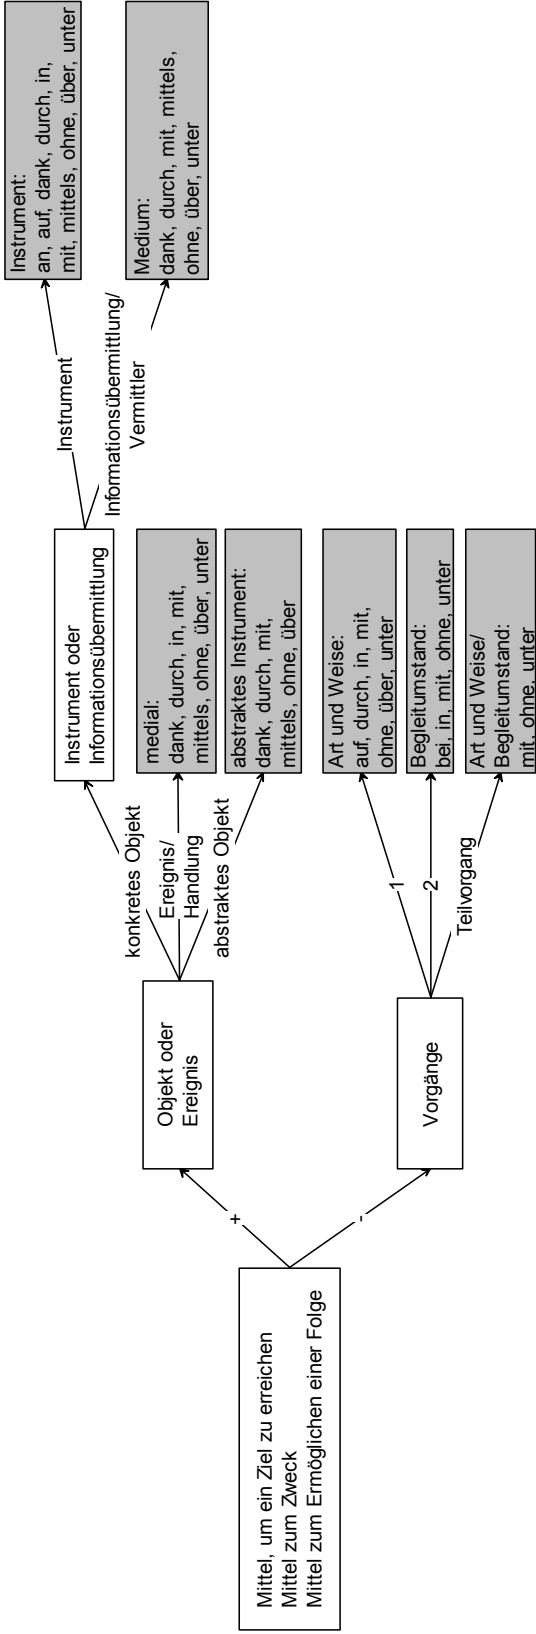 Mittel, um ein Ziel zu erreichen
Mittel zum Zweck
Mittel zum Ermöglichen einer Folge
+
-
Objekt oder
Ereignis
Vorgänge
konkretes Objekt
Ereignis/
Handlung
abstraktes Objekt
1
2
Teilvorgang
Instrument oder
Informationsübermittlung
medial:
dank, durch, in, mit,
mittels, ohne, über, unter
abstraktes Instrument:
dank, durch, mit,
mittels, ohne, über
Art und Weise:
auf, durch, in, mit,
ohne, über, unter
Begleitumstand:
bei, in, mit, ohne, unter
Art und Weise/
Begleitumstand:
mit, ohne, unter
Instrument
Informationsübermittlung/
Vermittler
Instrument:
an, auf, dank, durch, in,
mit, mittels, ohne, über, unter
Medium:
dank, durch, mit, mittels,
ohne, über, unter